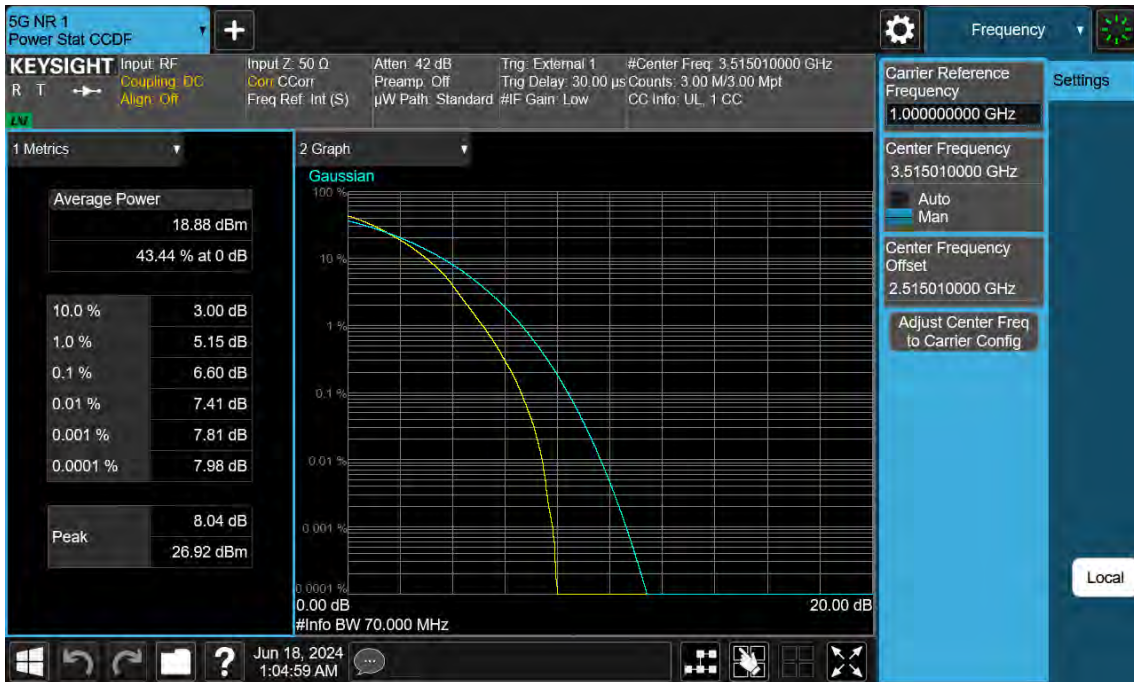 5G NR 1
Power Stat CCDF
Frequency
KEYSIGHT
R T
LNI
Input: RF
Coupling: DC
Align: Off
Input Z: 50 Ω
Corr CCorr
Freq Ref: Int (S)
Atten: 42 dB
Preamp: Off
µW Path: Standard
Trig: External 1
Trig Delay: 30.00 µs
#IF Gain: Low
#Center Freq: 3.515010000 GHz
Counts: 3.00 M/3.00 Mpt
CC Info: UL, 1 CC
1 Metrics
Average Power
18.88 dBm
43.44 % at 0 dB
10.0 % 3.00 dB
1.0 % 5.15 dB
0.1 % 6.60 dB
0.01 % 7.41 dB
0.001 % 7.81 dB
0.0001 % 7.98 dB
Peak
8.04 dB
26.92 dBm
2 Graph
Gaussian
100 %
10 %
1 %
0.1 %
0.01 %
0.001 %
0.0001 %
0.00 dB 20.00 dB
#Info BW 70.000 MHz
Carrier Reference
Frequency
1.000000000 GHz
Center Frequency
3.515010000 GHz
Auto
Man
Center Frequency
Offset
2.515010000 GHz
Adjust Center Freq
to Carrier Config
Settings
Local
Jun 18, 2024
1:04:59 AM